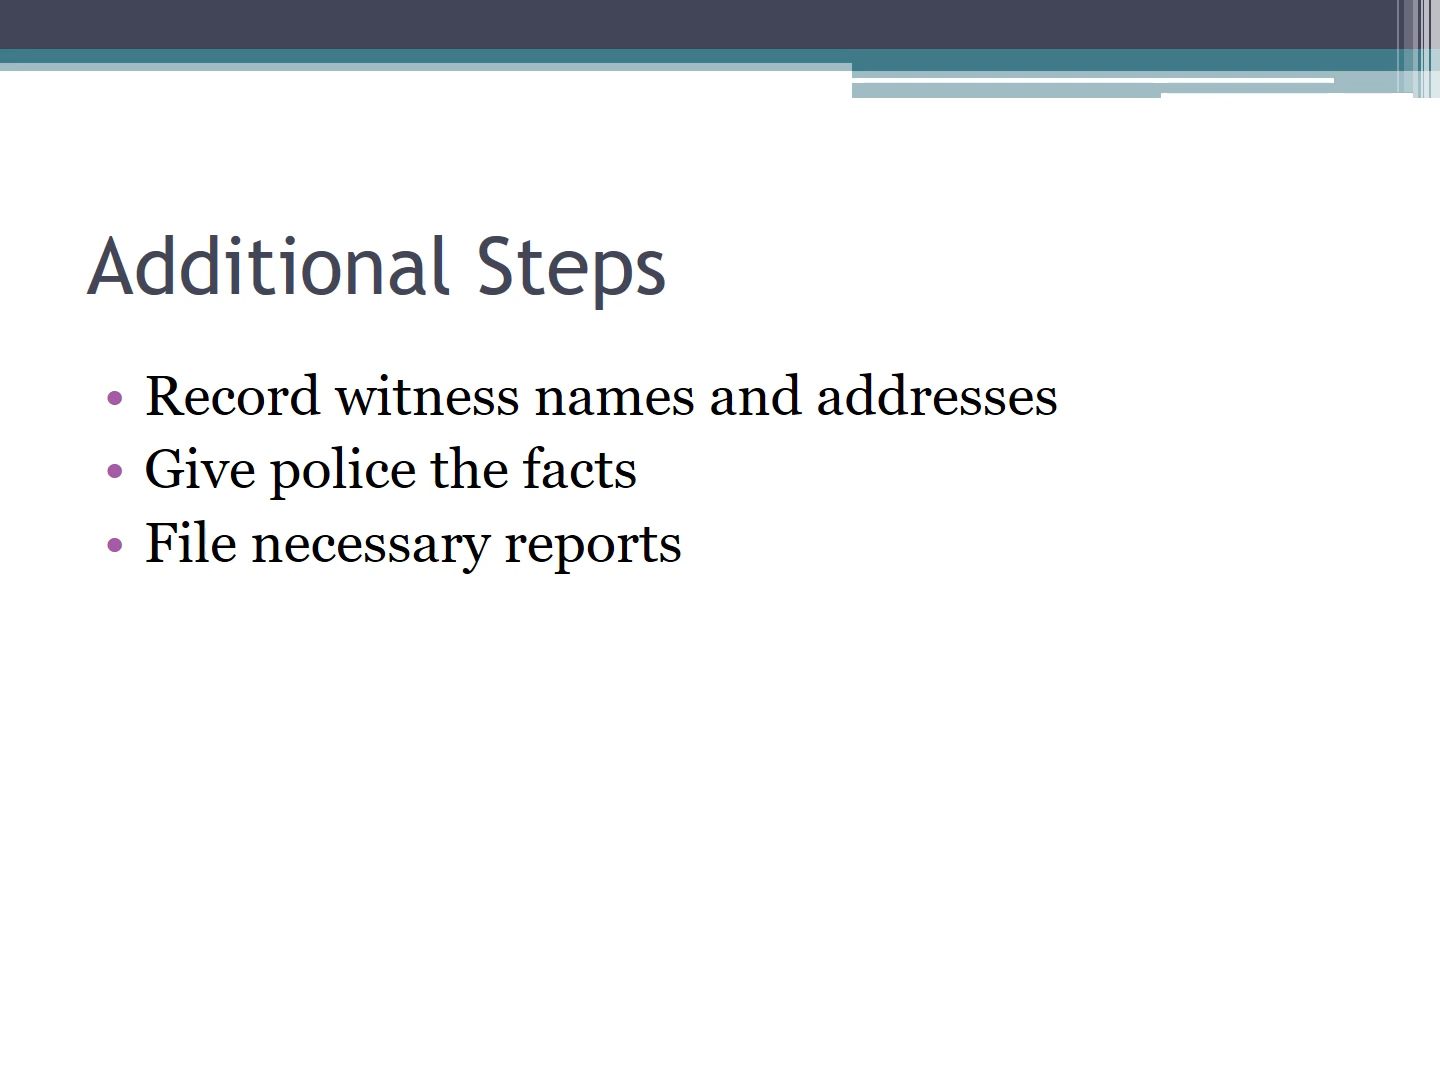 Additional Steps
• Record witness names and addresses
• Give police the facts
• File necessary reports